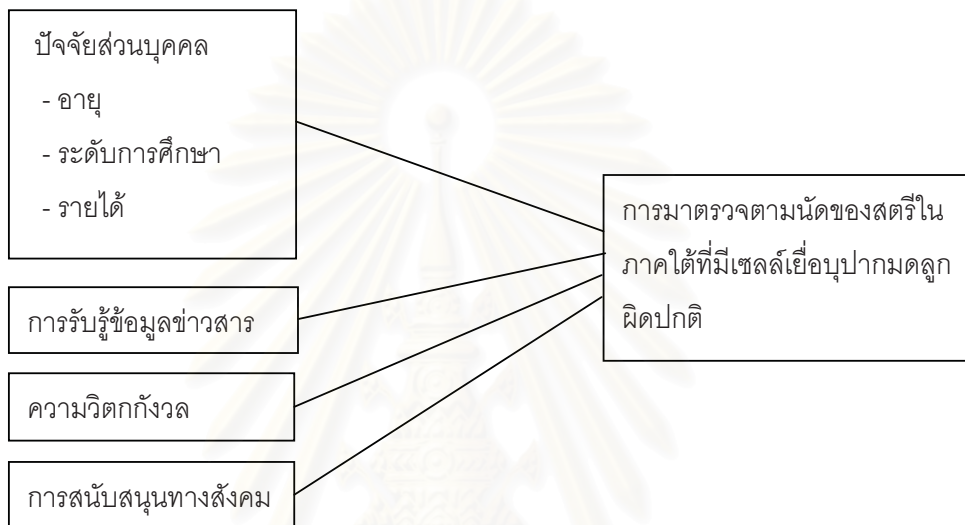 ปัจจัยส่วนบุคคล
- อายุ
- ระดับการศึกษา
- รายได้
การรับรู้ข้อมูลข่าวสาร
ความวิตกกังวล
การสนับสนุนทางสังคม
การมาตรวจตามนัดของสตรีใน
ภาคใต้ที่มีเซลล์เยื่อบุปากมดลูก
ผิดปกติ